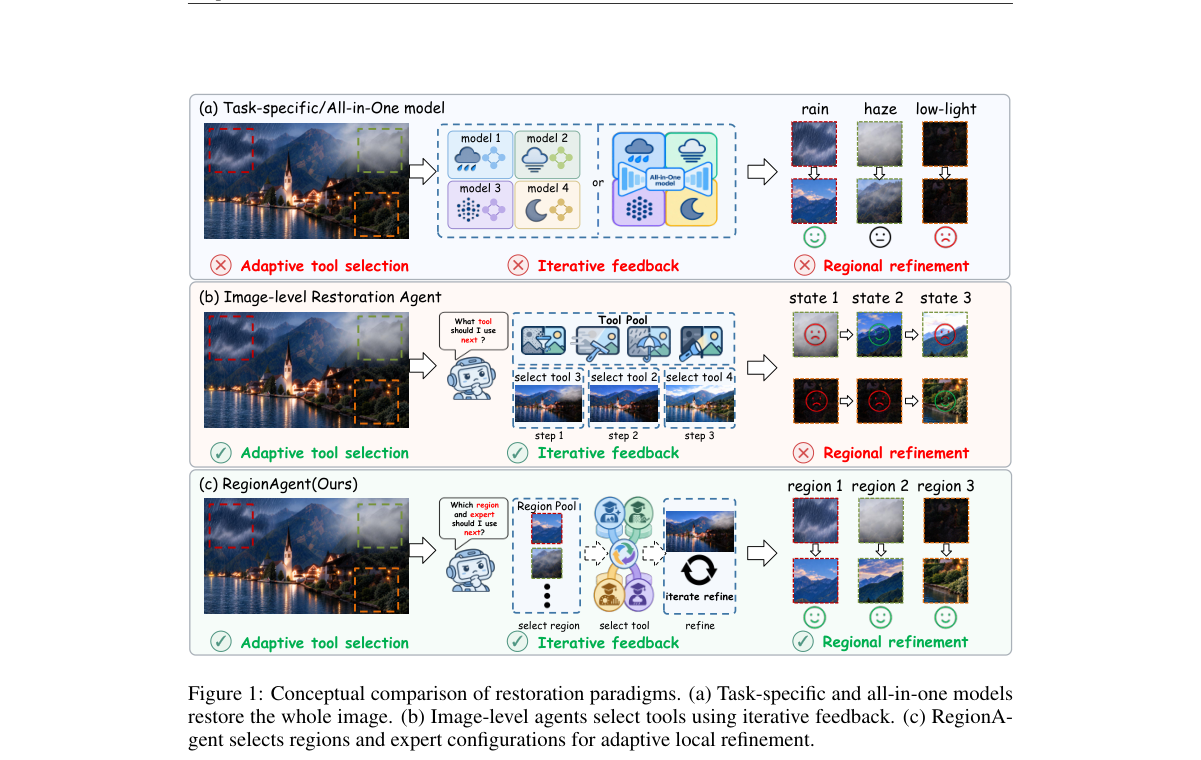 (a) Task-specific/All-in-One model
rain haze low-light
model 1 model 2
model 3 model 4
or
All-in-One
model
Adaptive tool selection
Iterative feedback
Regional refinement
(b) Image-level Restoration Agent
state 1 state 2 state 3
What tool
should I use
next ?
Tool Pool
select tool 3 select tool 2 select tool 4
step 1 step 2 step 3
Adaptive tool selection
Iterative feedback
Regional refinement
(c) RegionAgent(Ours)
region 1 region 2 region 3
Which region
and expert
should I use
next?
Region Pool
iterate refine
select region select tool refine
Adaptive tool selection
Iterative feedback
Regional refinement
Figure 1: Conceptual comparison of restoration paradigms. (a) Task-specific and all-in-one models
restore the whole image. (b) Image-level agents select tools using iterative feedback. (c) RegionA-
gent selects regions and expert configurations for adaptive local refinement.